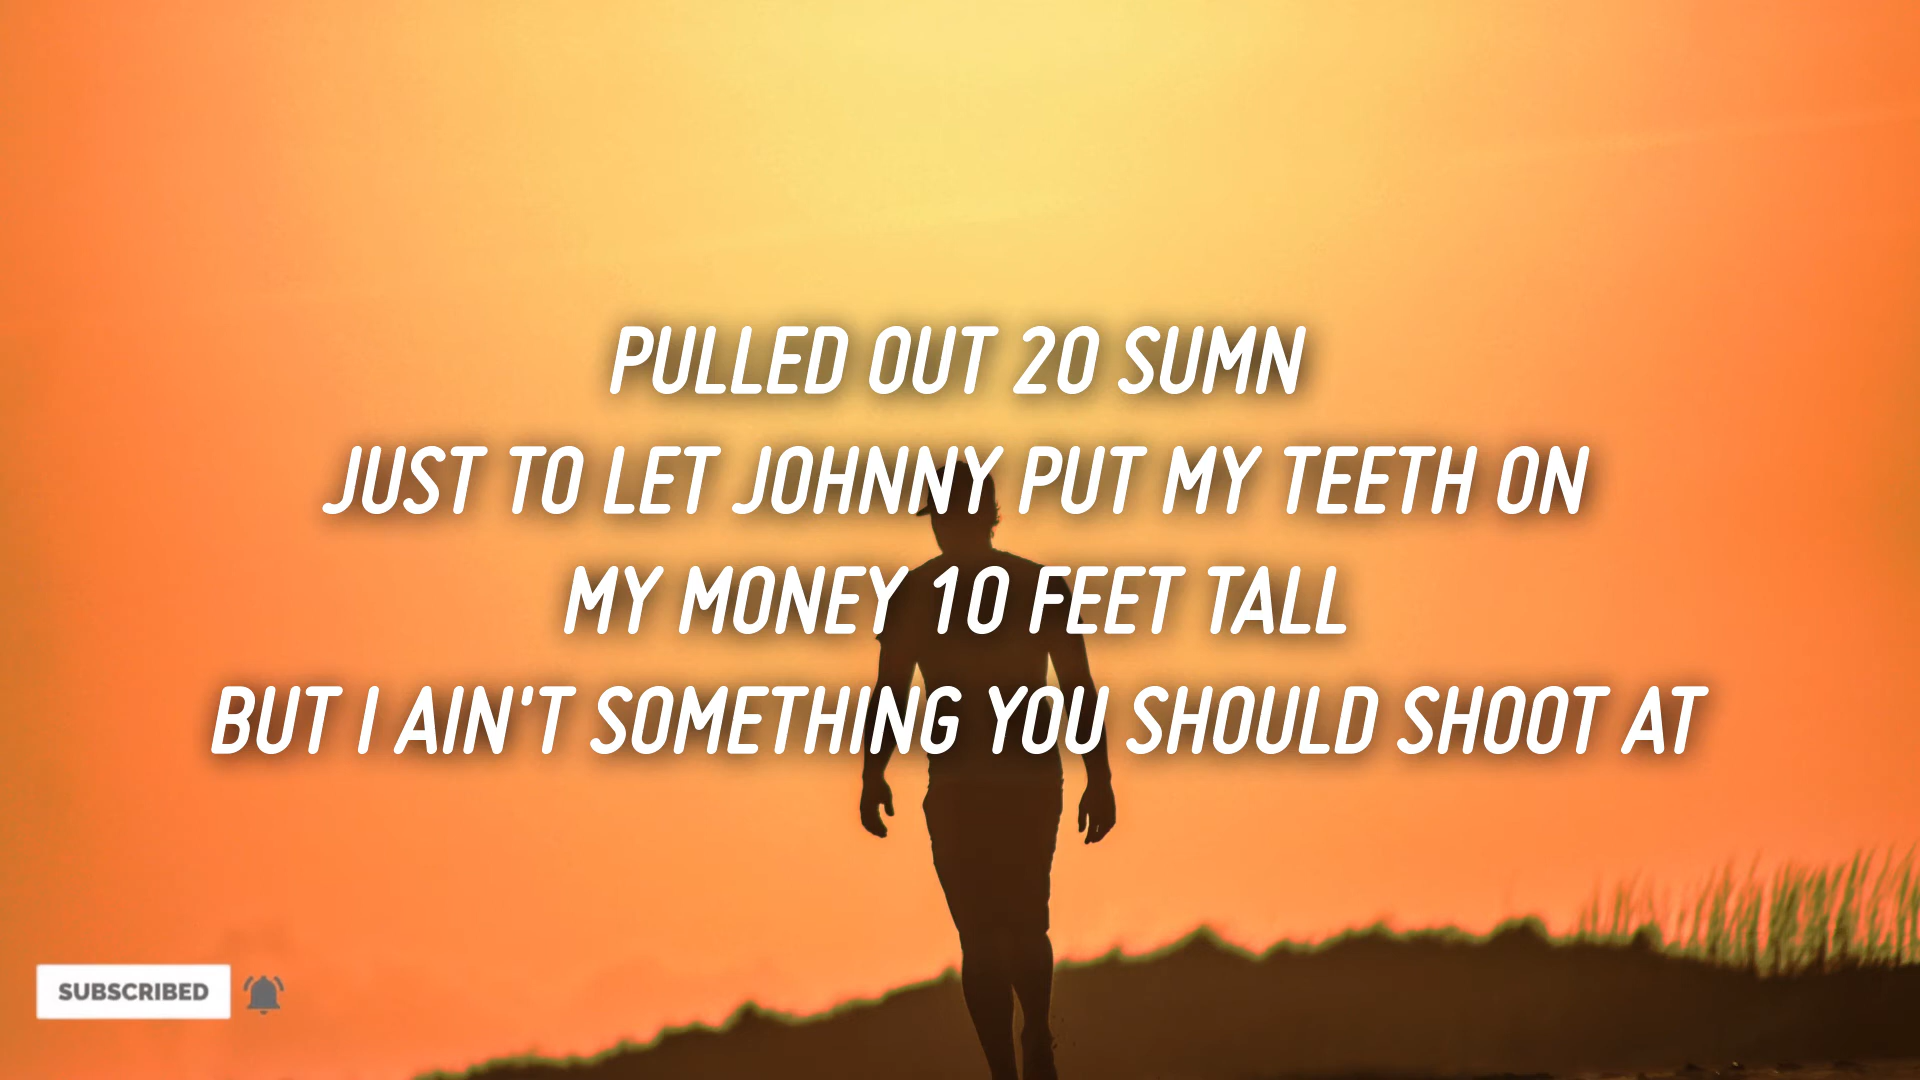 PULLED OUT 20 SUMN
JUST TO LET JOHNNY PUT MY TEETH ON
MY MONEY 10 FEET TALL
BUT I AIN'T SOMETHING YOU SHOULD SHOOT AT
SUBSCRIBED